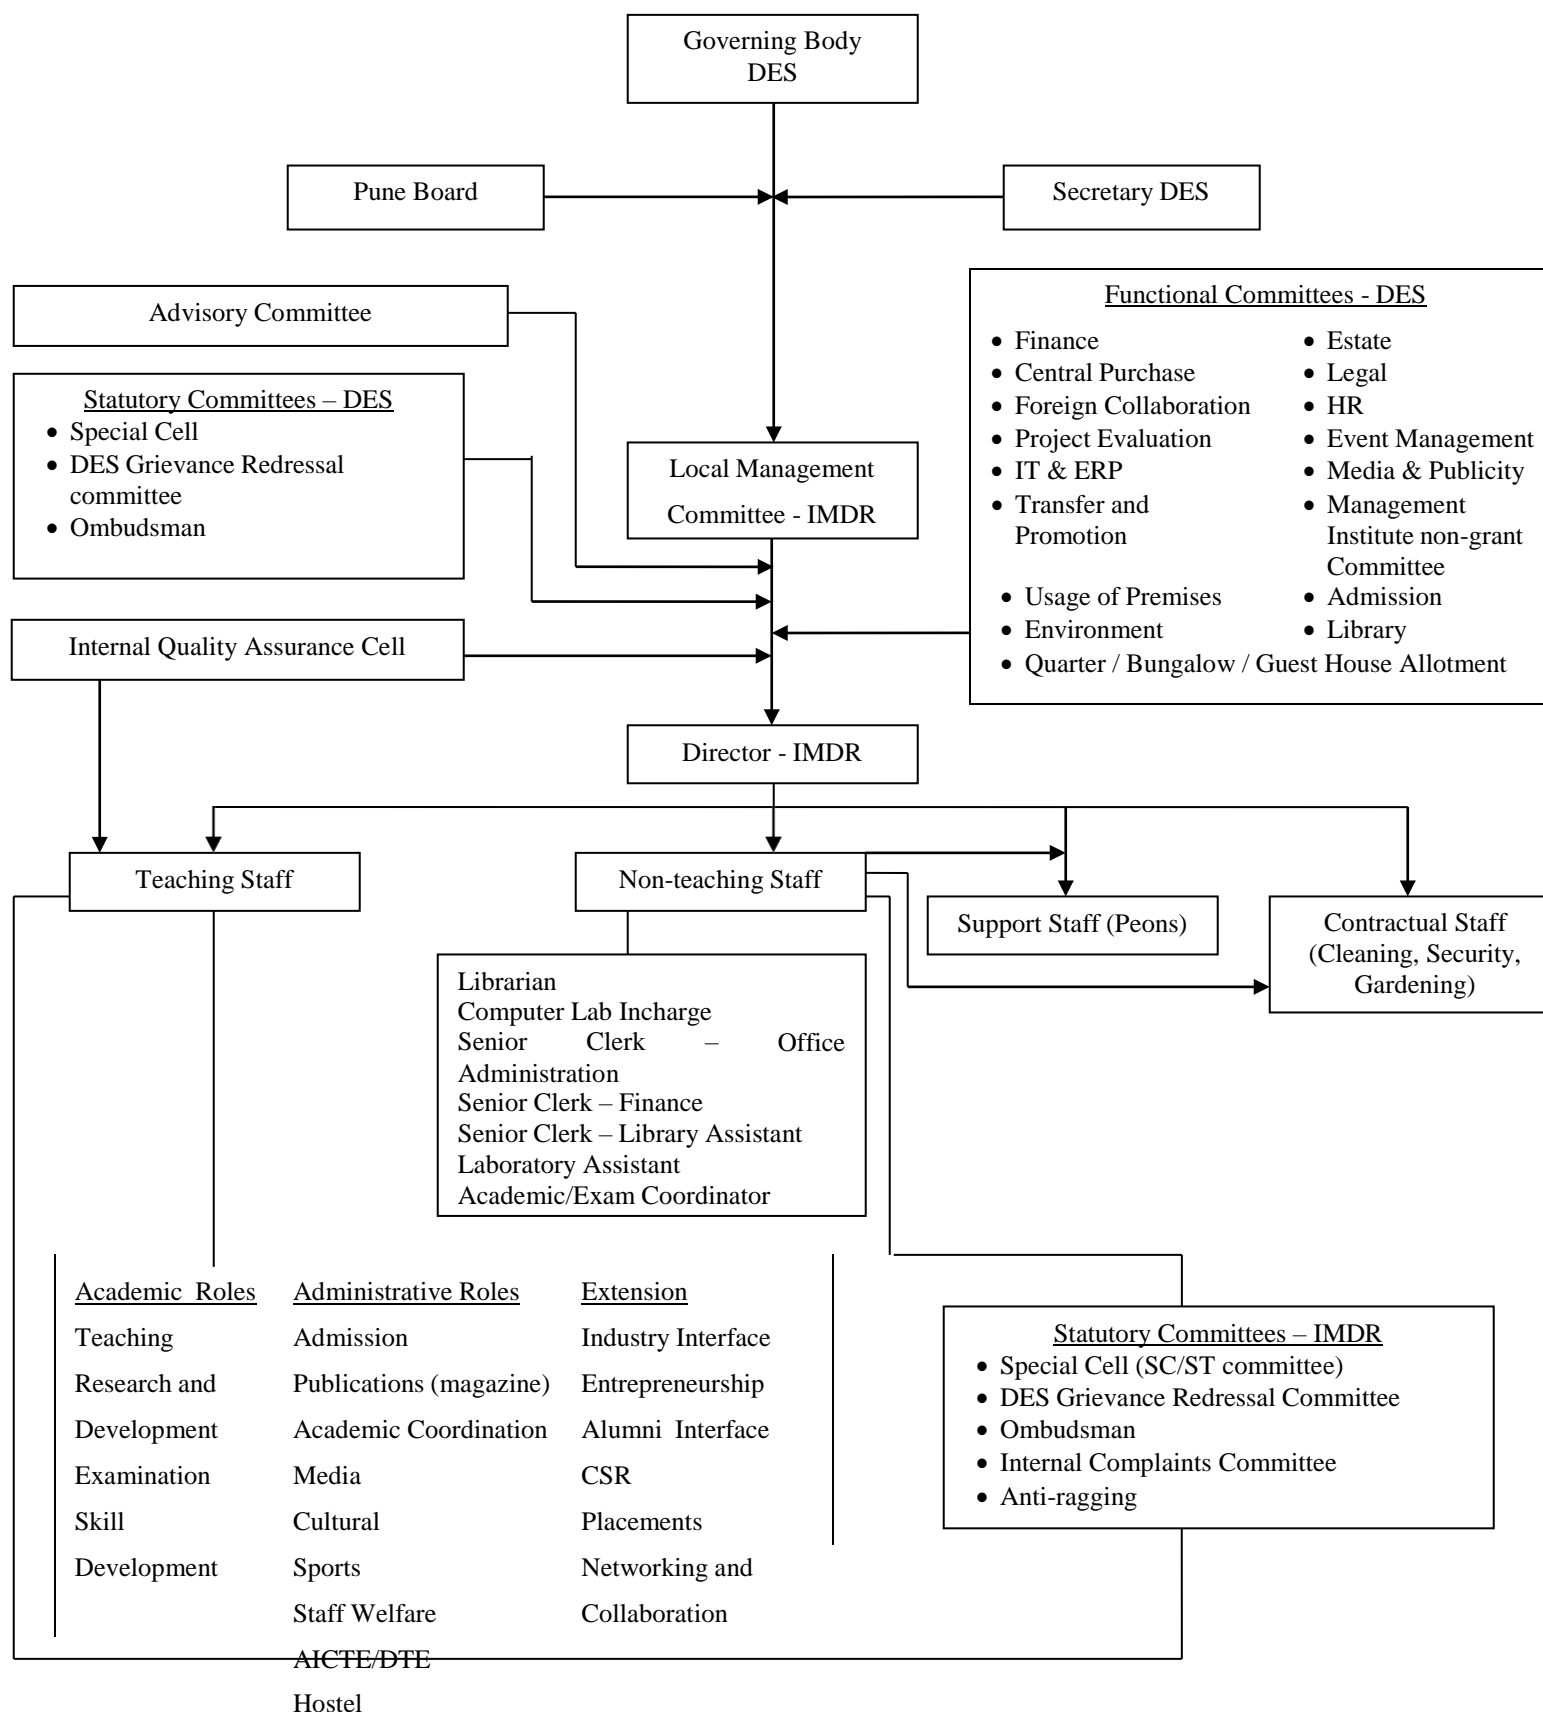 Governing Body
DES
Pune Board
Secretary DES
Advisory Committee
Statutory Committees – DES
• Special Cell
• DES Grievance Redressal
committee
• Ombudsman
Internal Quality Assurance Cell
Functional Committees - DES
• Finance
• Central Purchase
• Foreign Collaboration
• Project Evaluation
• IT & ERP
• Transfer and
Promotion
• Estate
• Legal
• HR
• Event Management
• Media & Publicity
• Management
Institute non-grant
Committee
• Usage of Premises
• Environment
• Admission
• Library
• Quarter / Bungalow / Guest House Allotment
Local Management
Committee - IMDR
Director - IMDR
Teaching Staff
Non-teaching Staff
Support Staff (Peons)
Contractual Staff
(Cleaning, Security,
Gardening)
Librarian
Computer Lab Incharge
Senior Clerk – Office
Administration
Senior Clerk – Finance
Senior Clerk – Library Assistant
Laboratory Assistant
Academic/Exam Coordinator
Academic Roles
Teaching
Research and
Development
Examination
Skill
Development
Administrative Roles
Admission
Publications (magazine)
Academic Coordination
Media
Cultural
Sports
Staff Welfare
AICTE/DTE
Hostel
Extension
Industry Interface
Entrepreneurship
Alumni Interface
CSR
Placements
Networking and
Collaboration
Statutory Committees – IMDR
• Special Cell (SC/ST committee)
• DES Grievance Redressal Committee
• Ombudsman
• Internal Complaints Committee
• Anti-ragging